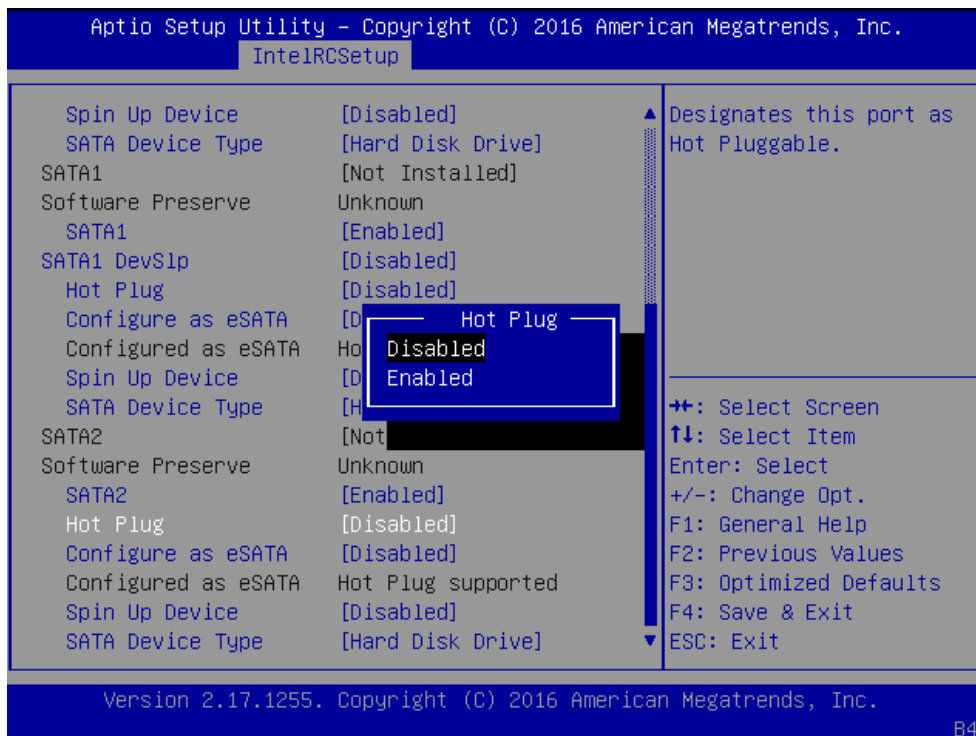 Aptio Setup Utility – Copyright (C) 2016 American Megatrends, Inc.
IntelRCSetup
Spin Up Device [Disabled]
SATA Device Type [Hard Disk Drive]
SATA1 [Not Installed]
Software Preserve Unknown
SATA1 [Enabled]
SATA1 DevSlp [Disabled]
Hot Plug [Disabled]
Configure as eSATA [D
Configured as eSATA Ho
Spin Up Device [D
SATA Device Type [H
SATA2 [Not
Software Preserve Unknown
SATA2 [Enabled]
Hot Plug [Disabled]
Configure as eSATA [Disabled]
Configured as eSATA Hot Plug supported
Spin Up Device [Disabled]
SATA Device Type [Hard Disk Drive]
Hot Plug
Disabled
Enabled
Designates this port as
Hot Pluggable.
→←: Select Screen
↑↓: Select Item
Enter: Select
+/-: Change Opt.
F1: General Help
F2: Previous Values
F3: Optimized Defaults
F4: Save & Exit
ESC: Exit
Version 2.17.1255. Copyright (C) 2016 American Megatrends, Inc.
B4